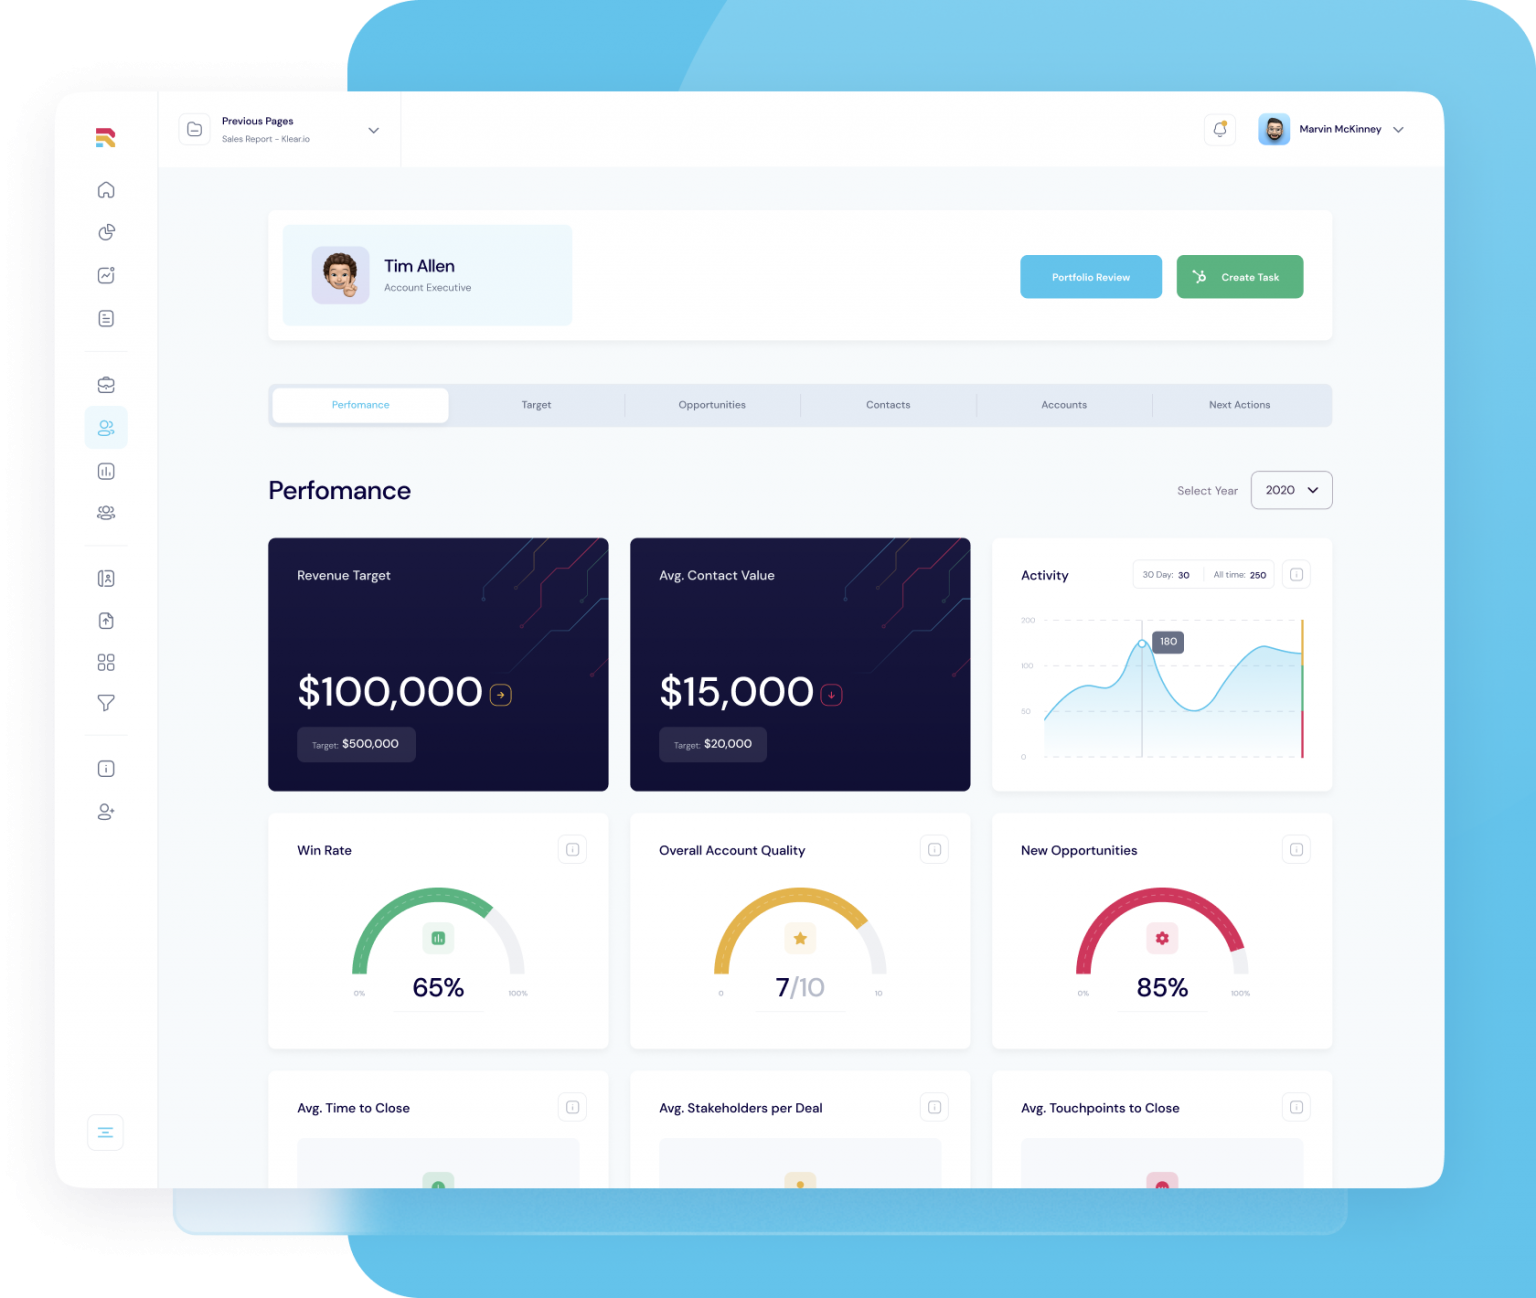 Previous Pages
Sales Report - Klear.io
Marvin McKinney
Tim Allen
Account Executive
Portfolio Review
Create Task
Perfomance
Target
Opportunities
Contacts
Accounts
Next Actions
Perfomance
Select Year
2020
Revenue Target
$100,000
Target: $500,000
Avg. Contact Value
$15,000
Target: $20,000
Activity
30 Day: 30
All time: 250
200
180
100
50
0
Win Rate
65%
0%
100%
Overall Account Quality
7/10
0
10
New Opportunities
85%
0%
100%
Avg. Time to Close
Avg. Stakeholders per Deal
Avg. Touchpoints to Close